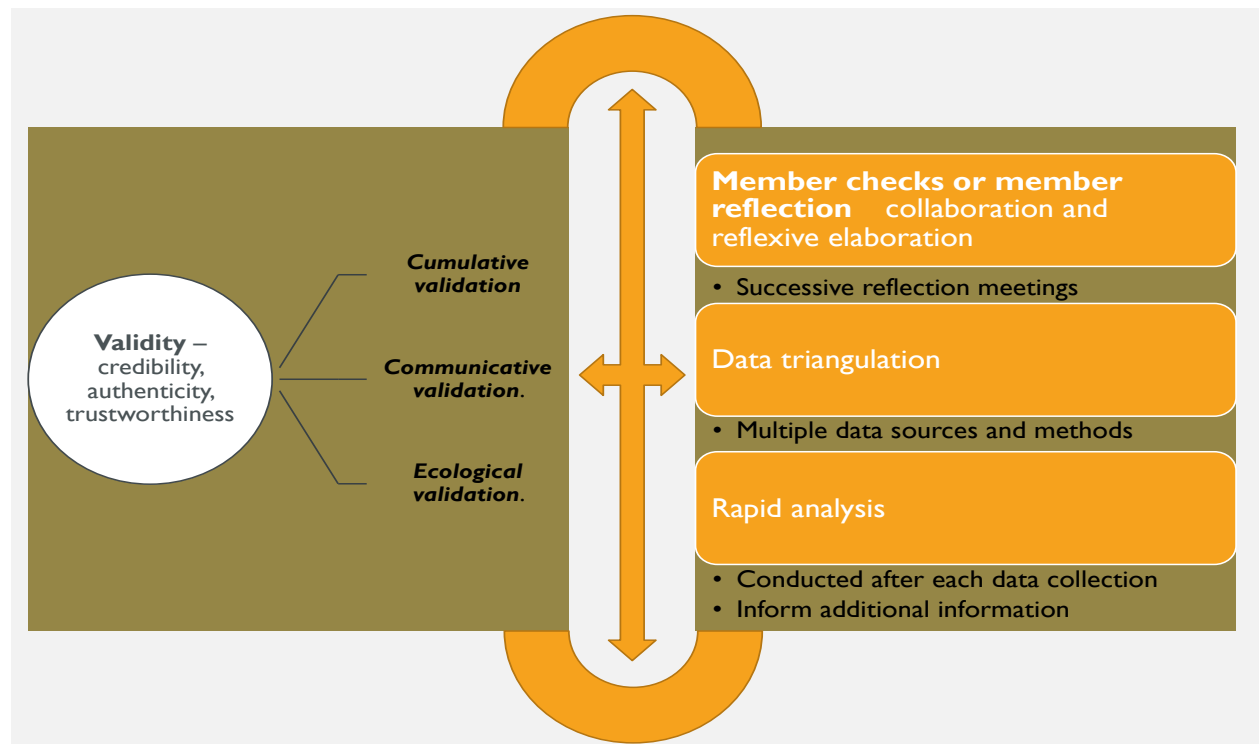 Validity –
credibility,
authenticity,
trustworthiness
Cumulative
validation
Communicative
validation.
Ecological
validation.
Member checks or member
reflection collaboration and
reflexive elaboration
• Successive reflection meetings
Data triangulation
• Multiple data sources and methods
Rapid analysis
• Conducted after each data collection
• Inform additional information